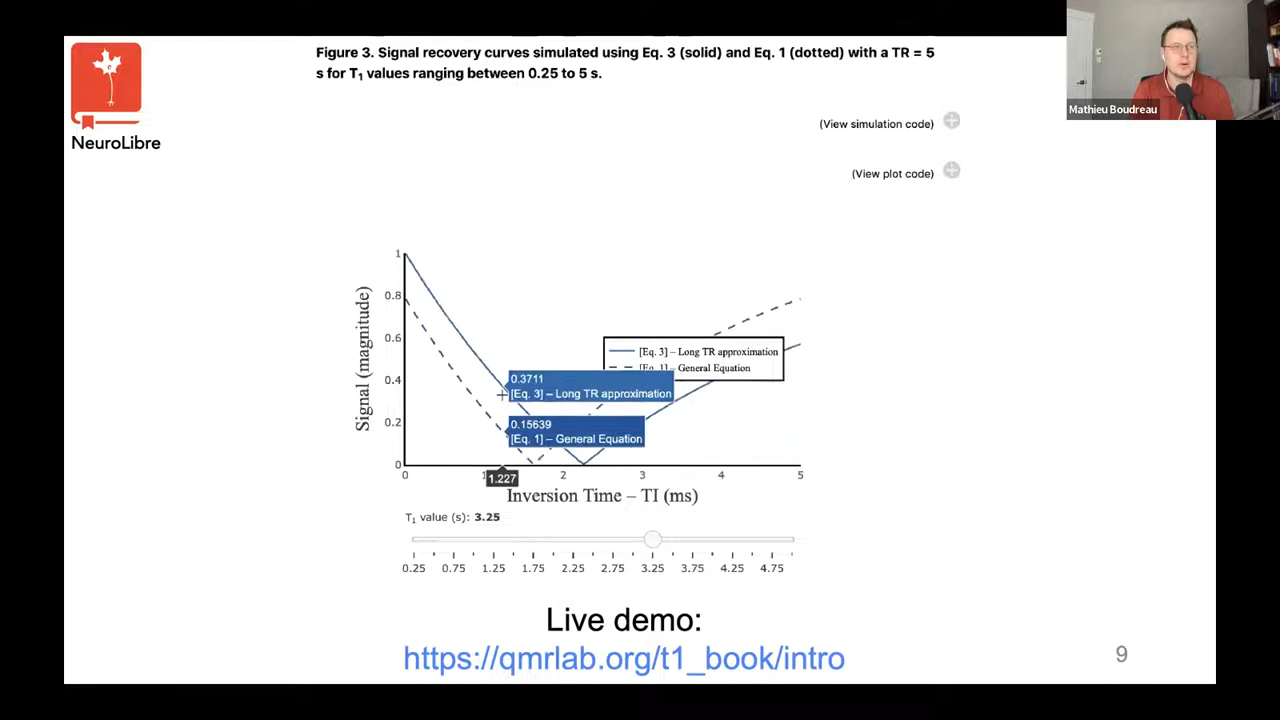 Figure 3. Signal recovery curves simulated using Eq. 3 (solid) and Eq. 1 (dotted) with a TR = 5
s for T₁ values ranging between 0.25 to 5 s.
NeuroLibre
Mathieu Boudreau
(View simulation code)
(View plot code)
Signal (magnitude)
1
0.8
0.6
0.4
0.2
0
[Eq. 3] – Long TR approximation
[Eq. 1] – General Equation
0.3711
[Eq. 3] – Long TR approximation
0.15639
[Eq. 1] – General Equation
0 1 2 3 4 5
1.227
Inversion Time – TI (ms)
T₁ value (s): 3.25
0.25 0.75 1.25 1.75 2.25 2.75 3.25 3.75 4.25 4.75
Live demo:
https://qmrlab.org/t1_book/intro
9